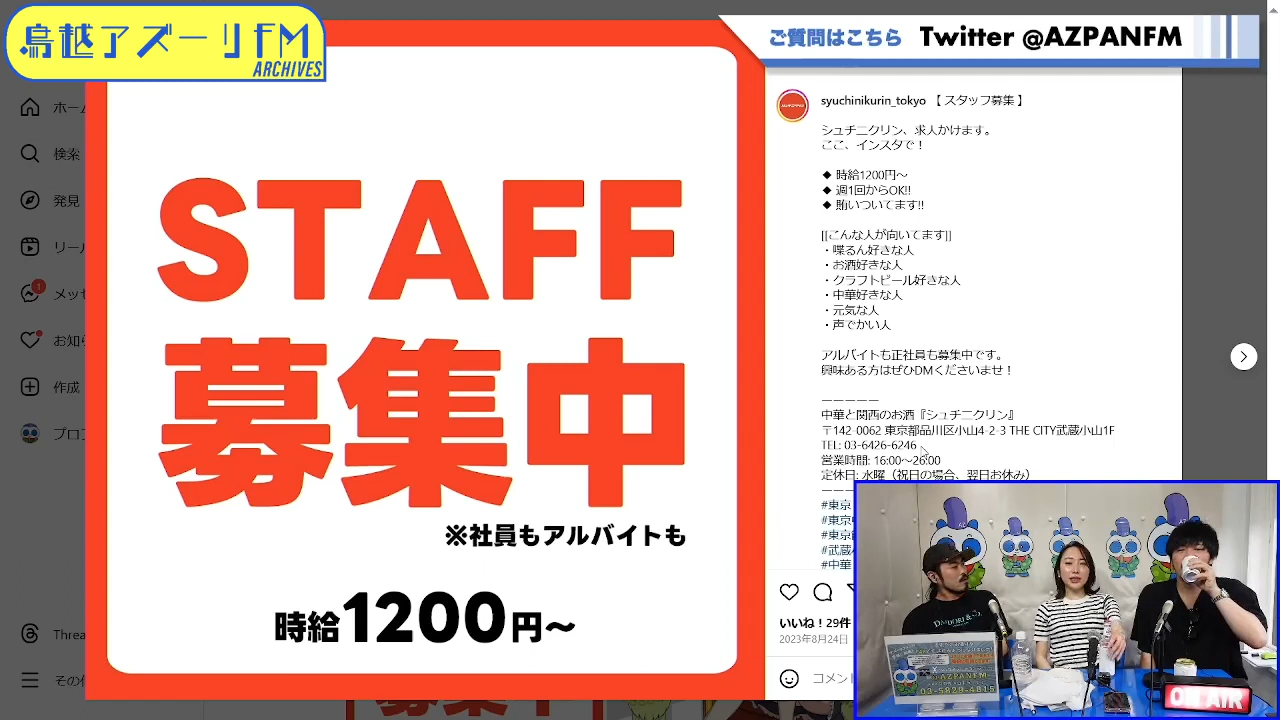 鳥越アズーリFM
ARCHIVES
ご質問はこちら Twitter @AZPANFM
ホーム
検索
発見
リール
1
メッセ
お知ら
作成
プロフ
Threa
その他
STAFF
募集中
※社員もアルバイトも
時給1200円〜
syuchinikurin_tokyo 【スタッフ募集】
シュチニクリン、求人かけます。
ここ、インスタで！
◆ 時給1200円〜
◆ 週1回からOK!!
◆ 賄いついてます!!
[[こんな人が向いてます]]
・喋るん好きな人
・お酒好きな人
・クラフトビール好きな人
・中華好きな人
・元気な人
・声でかい人
アルバイトも正社員も募集中です。
興味ある方はぜひDMくださいませ！
ーーーーー
中華と関西のお酒『シュチニクリン』
〒142-0062 東京都品川区小山4-2-3 THE CITY武蔵小山1F
TEL: 03-6426-6246
営業時間: 16:00〜26:00
定休日: 水曜（祝日の場合、翌日お休み）
#東京
#東京
#東京
#武蔵小
#中華
いいね！29件
2023年8月24日
コメント
@AZPANFM
03-5829-4815
ON AIR